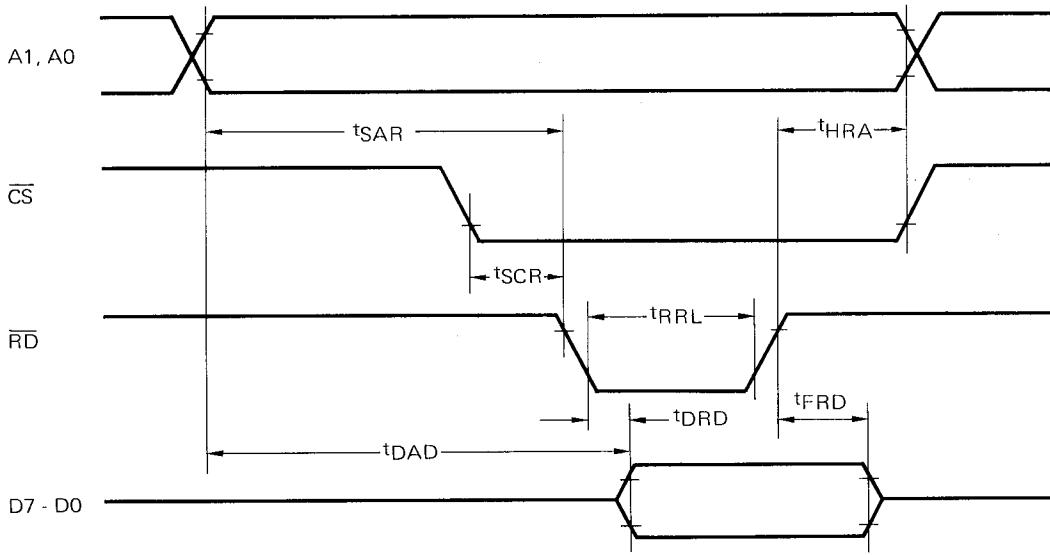 A1, A0
tSAR
tHRA
CS
tSCR
RD
tRRL
tDRD
tFRD
tDAD
D7 - D0